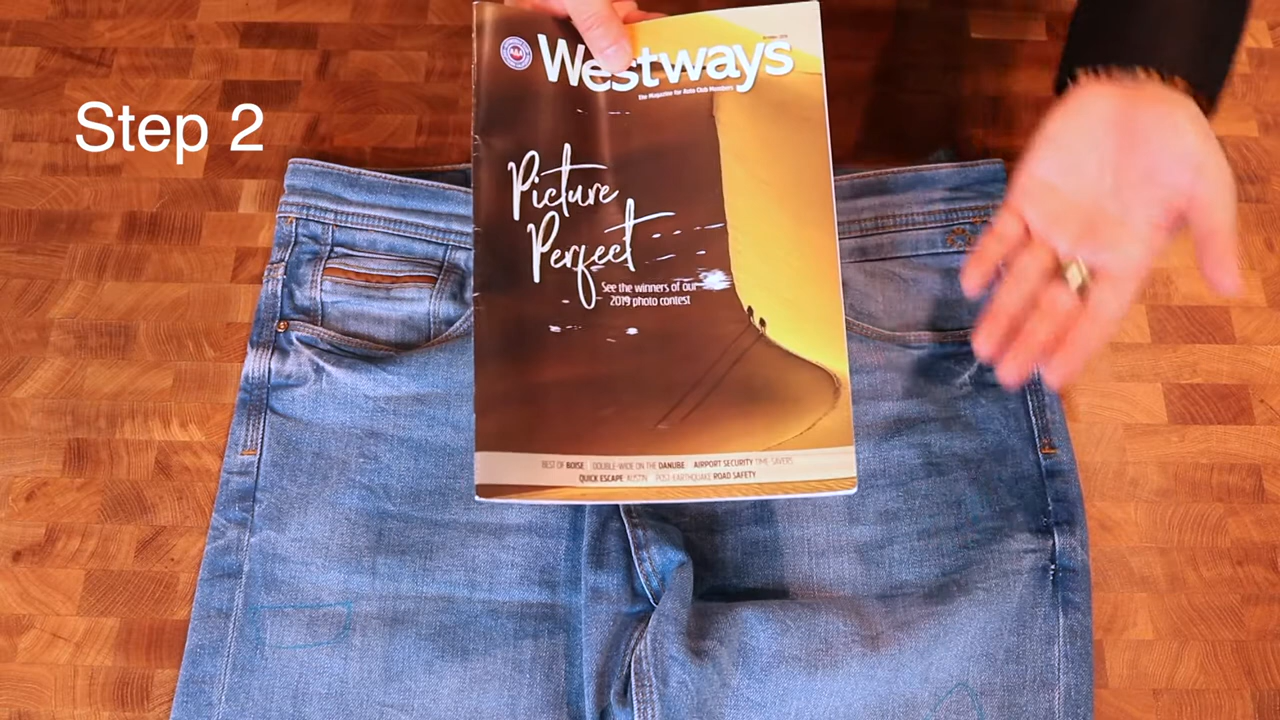 Step 2
Westways
The Magazine for Auto Club Members
Picture
Perfect
See the winners of our
2019 photo contest
BEST OF BOISE | DOUBLE-WIDE ON THE DANUBE | AIRPORT SECURITY TIME SAVERS
QUICK ESCAPE: AUSTIN | POST-EARTHQUAKE ROAD SAFETY